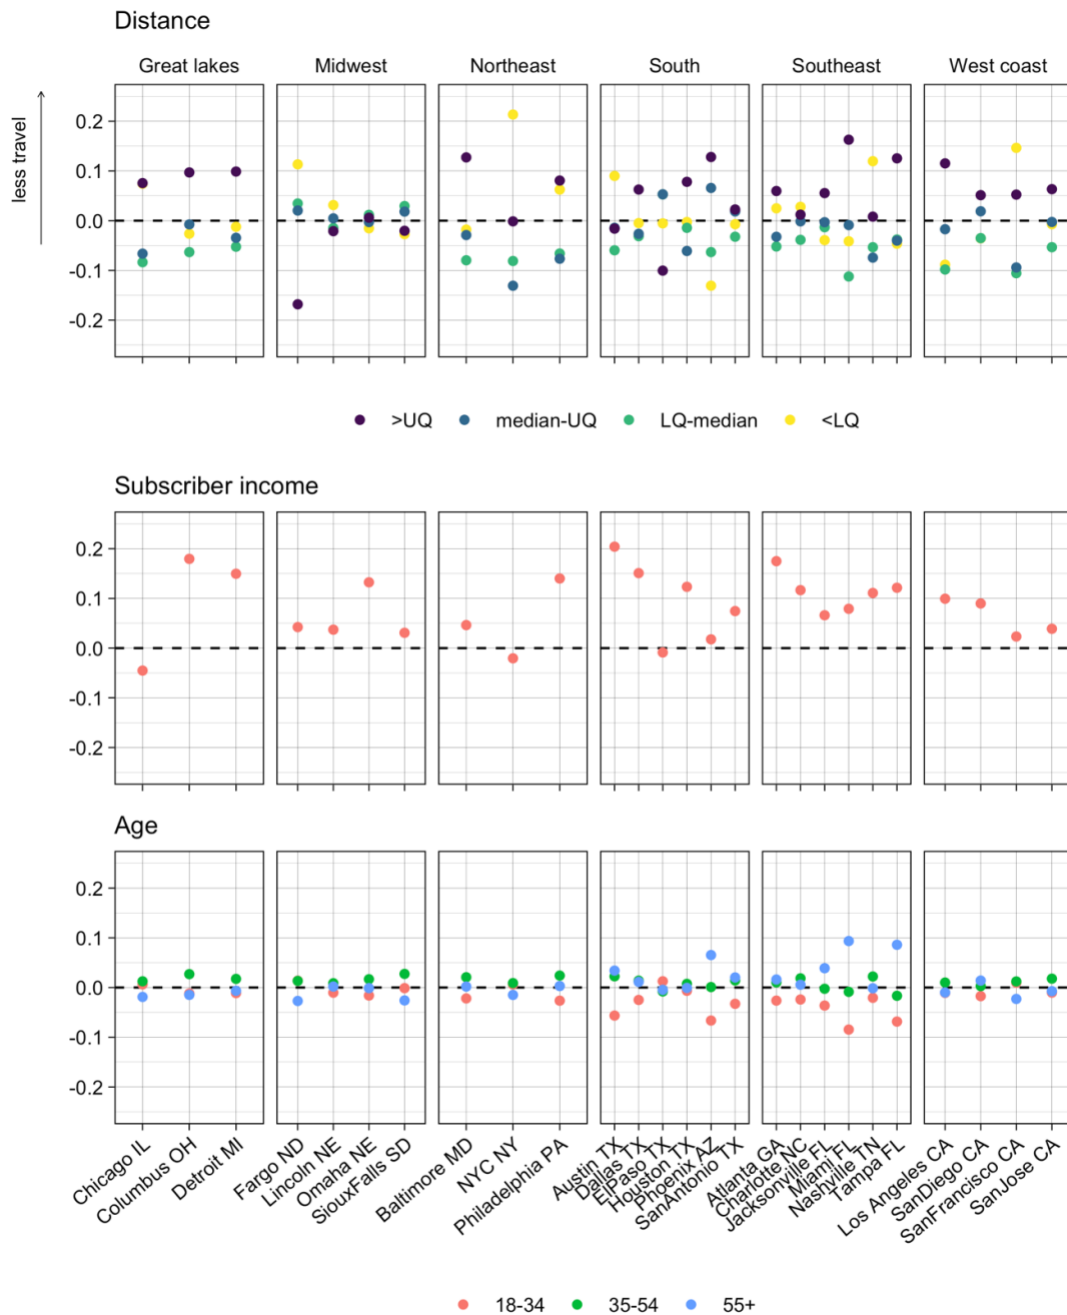 Distance
Great lakes Midwest Northeast South Southeast West coast
less travel
0.2
0.1
0.0
-0.1
-0.2
>UQ median-UQ LQ-median <LQ
Subscriber income
0.2
0.1
0.0
-0.1
-0.2
Age
0.2
0.1
0.0
-0.1
-0.2
Chicago IL
Columbus OH
Detroit MI
Fargo ND
Lincoln NE
Omaha NE
SiouxFalls SD
Baltimore MD
NYC NY
Philadelphia PA
Austin TX
Dallas TX
ElPaso TX
Houston TX
Phoenix AZ
SanAntonio TX
Atlanta GA
Charlotte NC
Jacksonville FL
Miami FL
Nashville TN
Tampa FL
Los Angeles CA
SanDiego CA
SanFrancisco CA
SanJose CA
18-34 35-54 55+